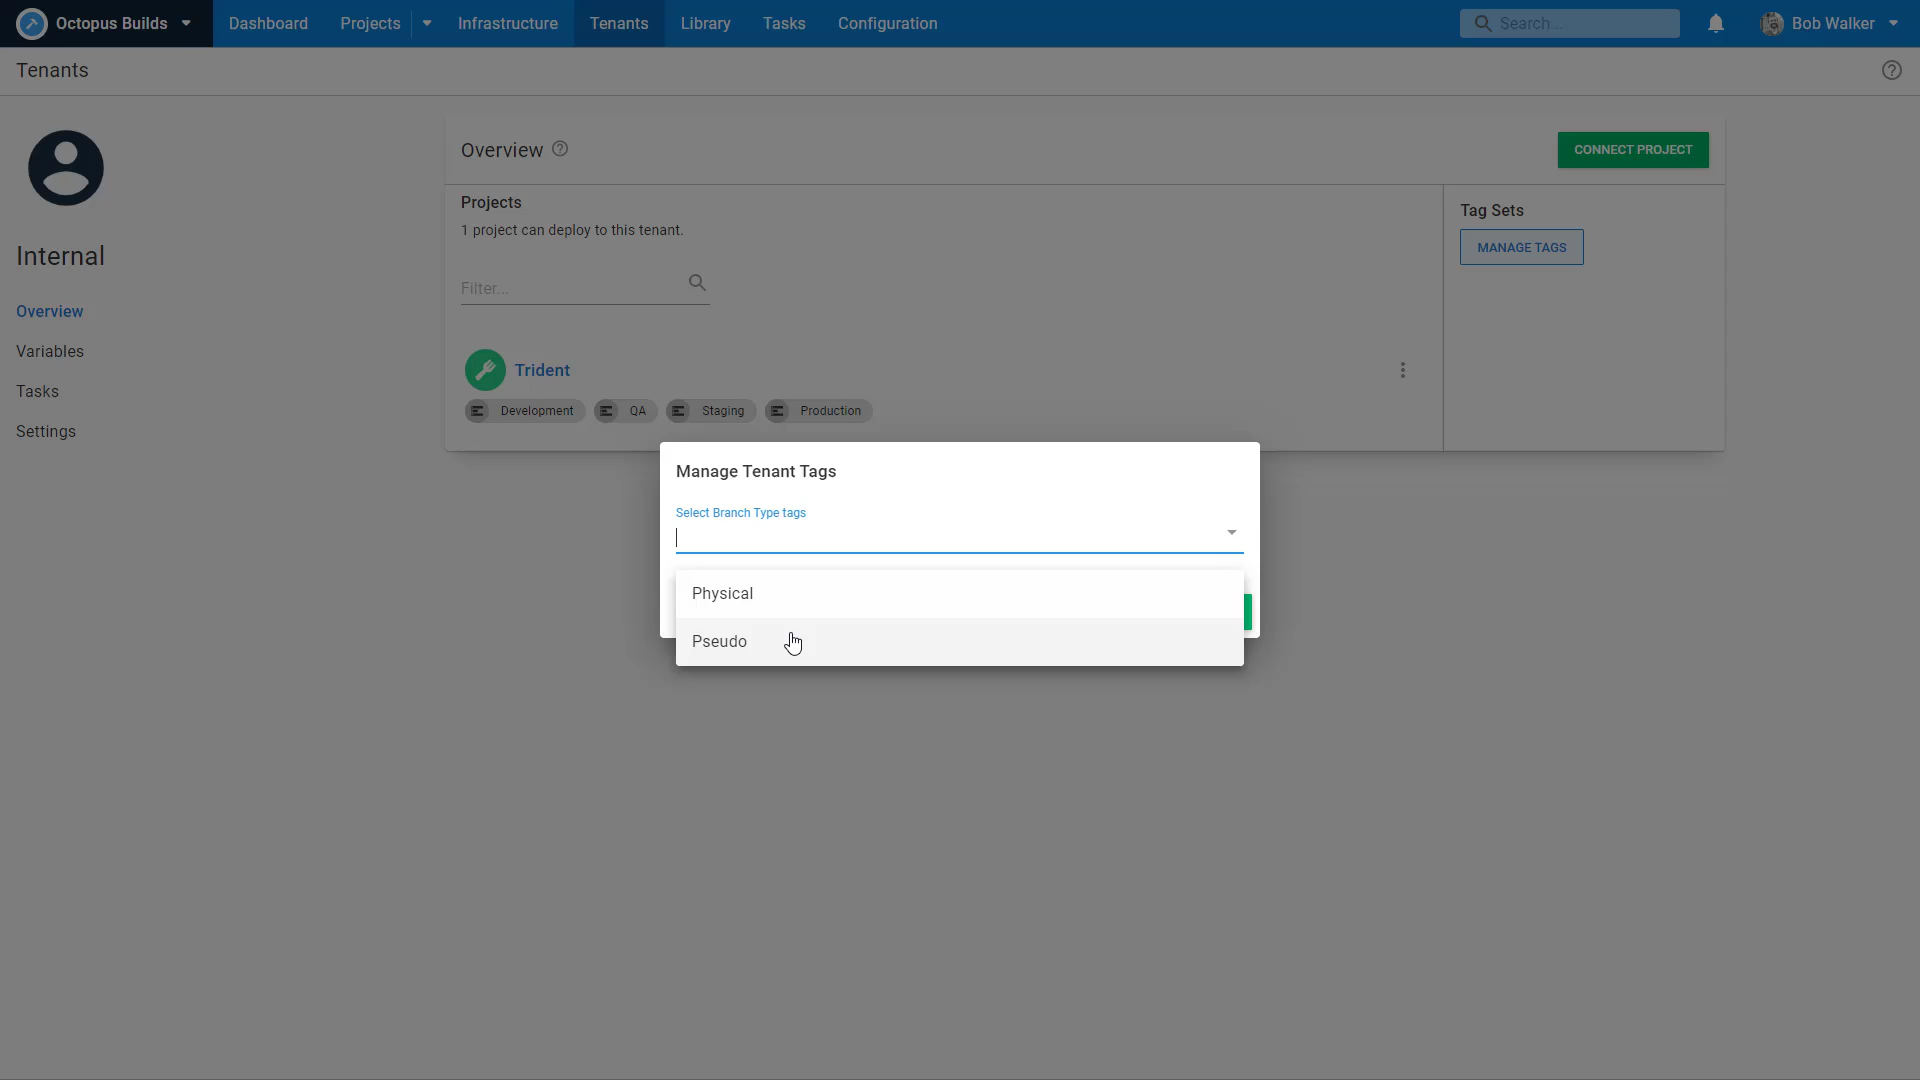 Octopus Builds
Dashboard
Projects
Infrastructure
Tenants
Library
Tasks
Configuration
Search...
Bob Walker
Tenants
Internal
Overview
Variables
Tasks
Settings
Overview
CONNECT PROJECT
Projects
1 project can deploy to this tenant.
Filter...
Trident
Development
QA
Staging
Production
Tag Sets
MANAGE TAGS
Manage Tenant Tags
Select Branch Type tags
Physical
Pseudo